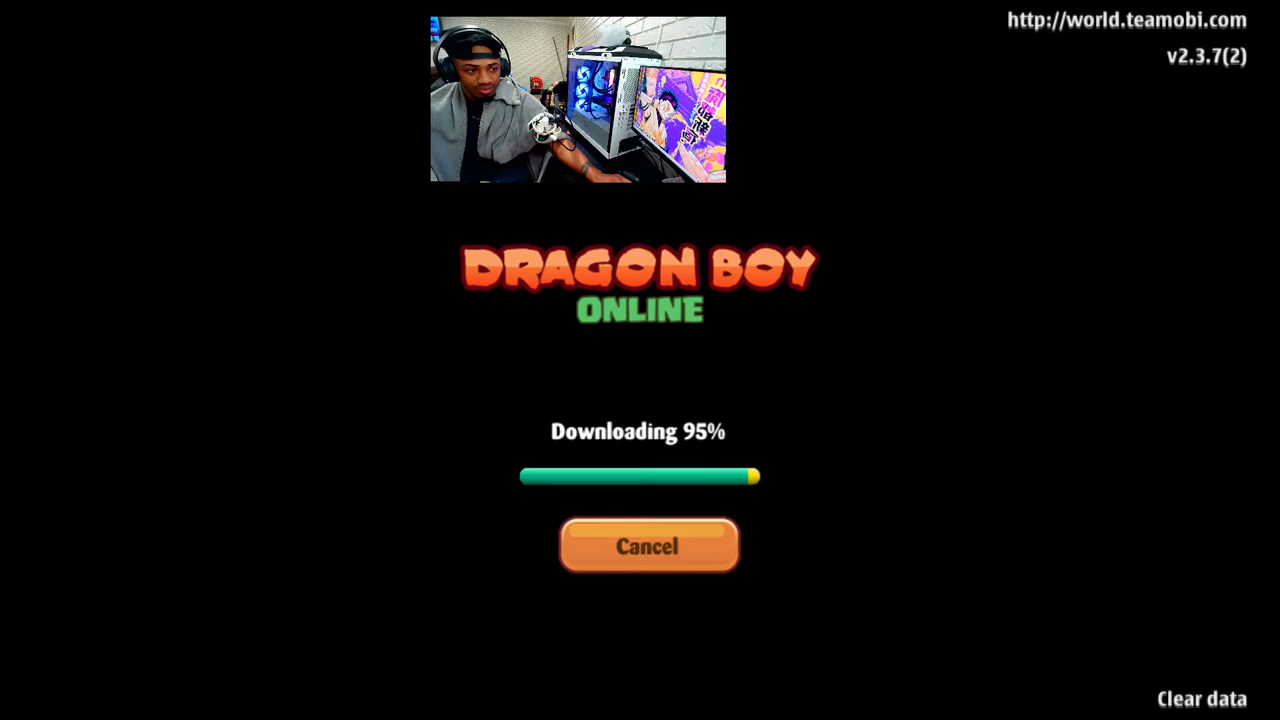 http://world.teamobi.com
v2.3.7(2)
DRAGON BOY
ONLINE
Downloading 95%
Cancel
Clear data